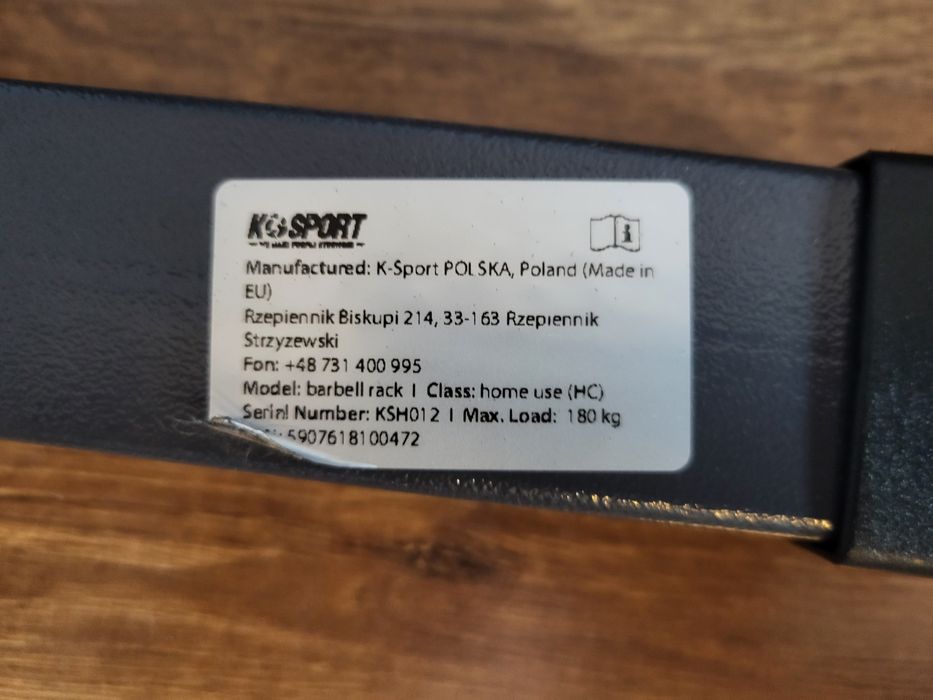 K SPORT
Manufactured: K-Sport POLSKA, Poland (Made in
EU)
Rzepiennik Biskupi 214, 33-163 Rzepiennik
Strzyzewski
Fon: +48 731 400 995
Model: barbell rack I Class: home use (HC)
Serial Number: KSH012 I Max. Load: 180 kg
5907618100472